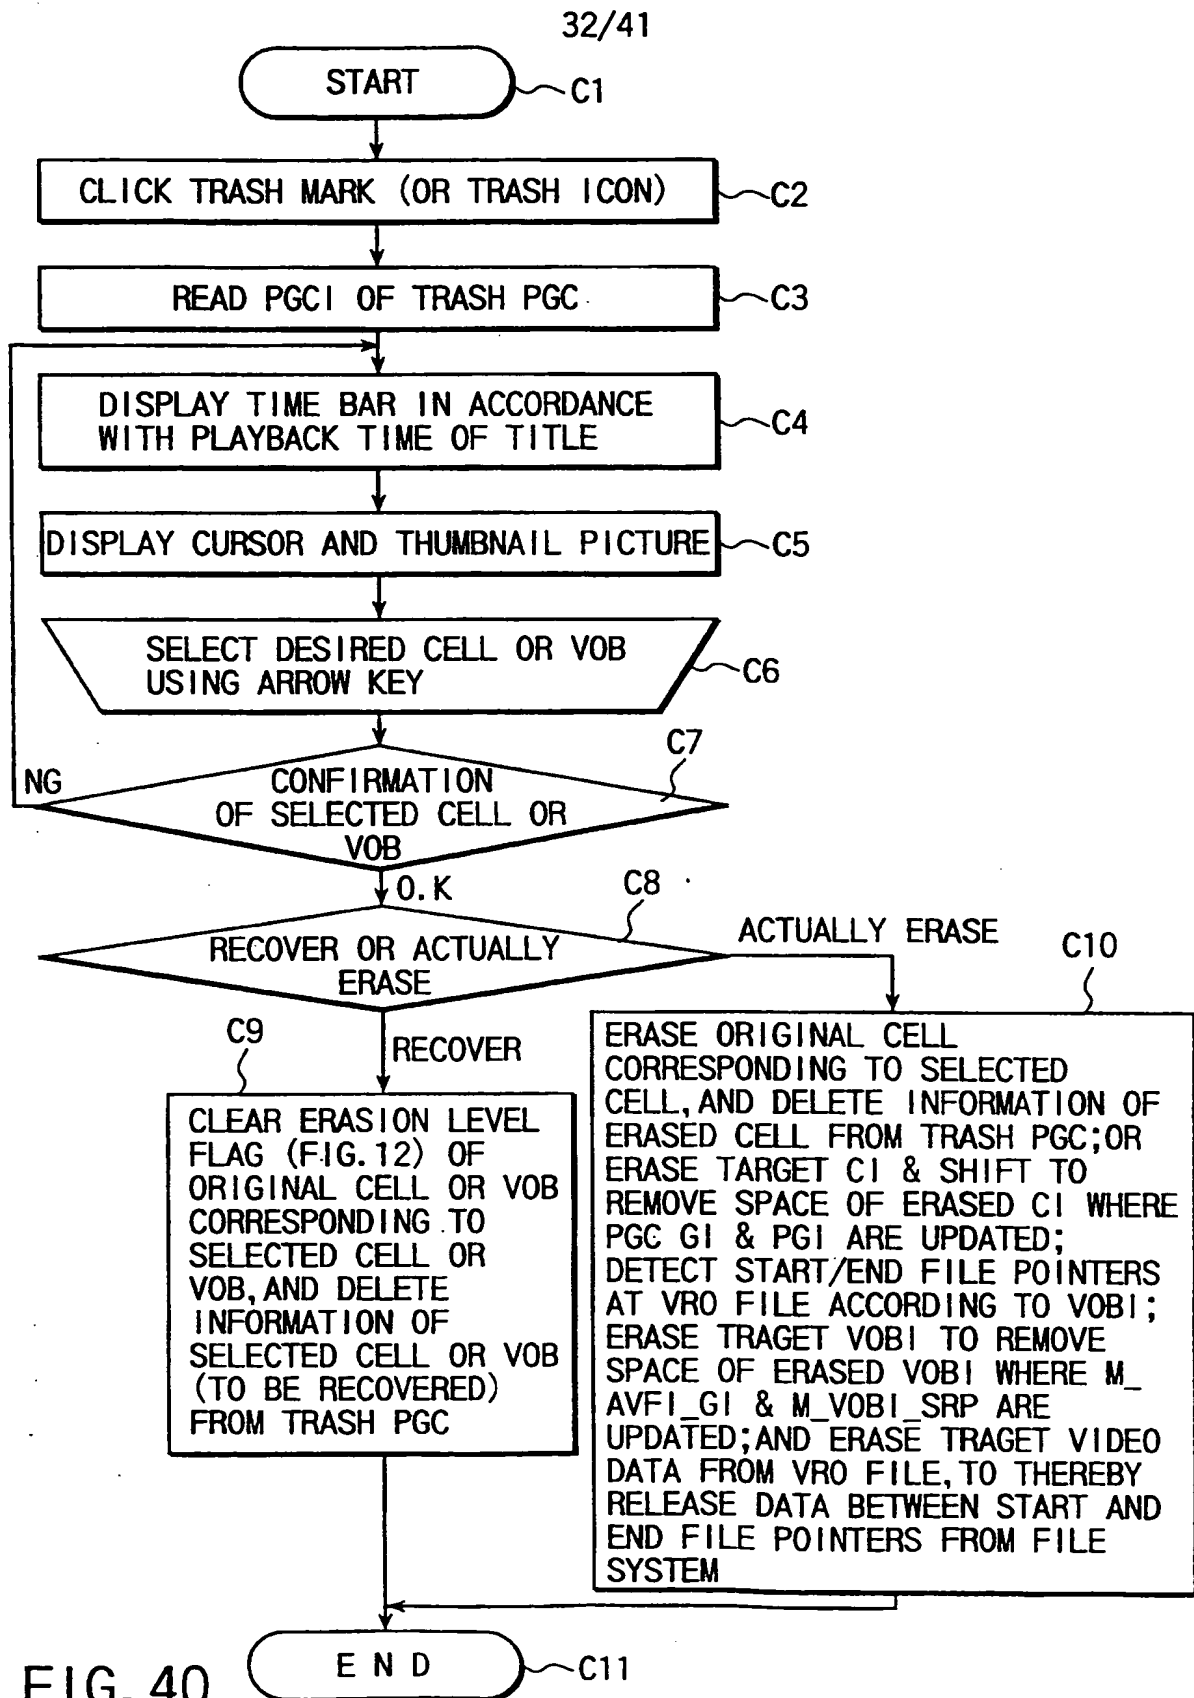 32/41
START
C1
CLICK TRASH MARK (OR TRASH ICON)
C2
READ PGCI OF TRASH PGC
C3
DISPLAY TIME BAR IN ACCORDANCE
WITH PLAYBACK TIME OF TITLE
C4
DISPLAY CURSOR AND THUMBNAIL PICTURE
C5
SELECT DESIRED CELL OR VOB
USING ARROW KEY
C6
C7
NG
CONFIRMATION
OF SELECTED CELL OR
VOB
O.K
C8
RECOVER OR ACTUALLY
ERASE
ACTUALLY ERASE
C10
C9
RECOVER
CLEAR ERASION LEVEL
FLAG (FIG.12) OF
ORIGINAL CELL OR VOB
CORRESPONDING TO
SELECTED CELL OR
VOB, AND DELETE
INFORMATION OF
SELECTED CELL OR VOB
(TO BE RECOVERED)
FROM TRASH PGC
ERASE ORIGINAL CELL
CORRESPONDING TO SELECTED
CELL, AND DELETE INFORMATION OF
ERASED CELL FROM TRASH PGC; OR
ERASE TARGET CI & SHIFT TO
REMOVE SPACE OF ERASED CI WHERE
PGC GI & PGI ARE UPDATED;
DETECT START/END FILE POINTERS
AT VRO FILE ACCORDING TO VOBI;
ERASE TRAGET VOBI TO REMOVE
SPACE OF ERASED VOBI WHERE M_
AVFI_GI & M_VOBI_SRP ARE
UPDATED; AND ERASE TRAGET VIDEO
DATA FROM VRO FILE, TO THEREBY
RELEASE DATA BETWEEN START AND
END FILE POINTERS FROM FILE
SYSTEM
END
C11
FIG. 40